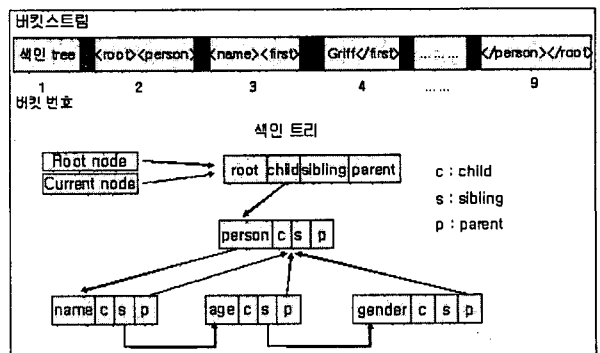 버킷스트림
색인 tree <root><person> <name><first> Griff</first> ........ </person></root>
1 2 3 4 ...... 9
버킷 번호
색인 트리
Root node
Current node
root child sibling parent
c : child
s : sibling
p : parent
person c s p
name c s p age c s p gender c s p